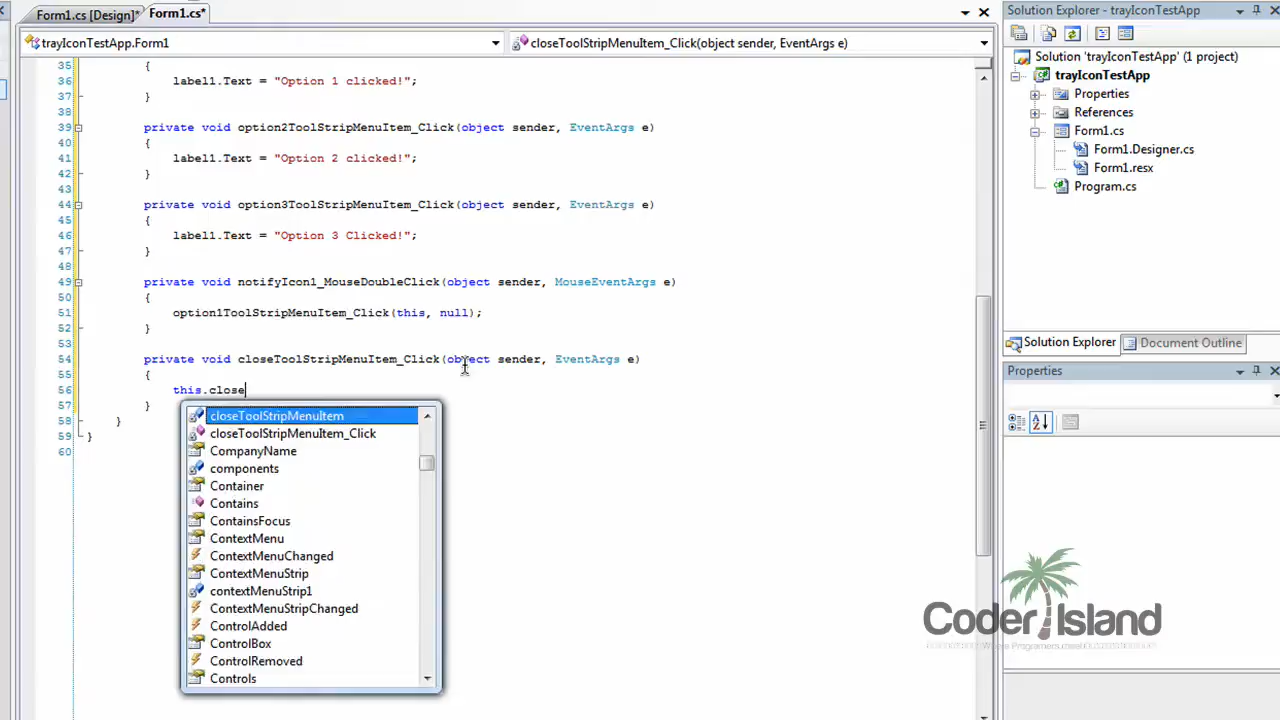 Form1.cs [Design]*
Form1.cs*
trayIconTestApp.Form1
closeToolStripMenuItem_Click(object sender, EventArgs e)
35 {
36 label1.Text = "Option 1 clicked!";
37 }
38
39 private void option2ToolStripMenuItem_Click(object sender, EventArgs e)
40 {
41 label1.Text = "Option 2 clicked!";
42 }
43
44 private void option3ToolStripMenuItem_Click(object sender, EventArgs e)
45 {
46 label1.Text = "Option 3 Clicked!";
47 }
48
49 private void notifyIcon1_MouseDoubleClick(object sender, MouseEventArgs e)
50 {
51 option1ToolStripMenuItem_Click(this, null);
52 }
53
54 private void closeToolStripMenuItem_Click(object sender, EventArgs e)
55 {
56 this.close
57 }
58 }
59 }
60
closeToolStripMenuItem
closeToolStripMenuItem_Click
CompanyName
components
Container
Contains
ContainsFocus
ContextMenu
ContextMenuChanged
ContextMenuStrip
contextMenuStrip1
ContextMenuStripChanged
ControlAdded
ControlBox
ControlRemoved
Controls
Solution Explorer - trayIconTestApp
Solution 'trayIconTestApp' (1 project)
trayIconTestApp
Properties
References
Form1.cs
Form1.Designer.cs
Form1.resx
Program.cs
Solution Explorer
Document Outline
Properties
Coder Island